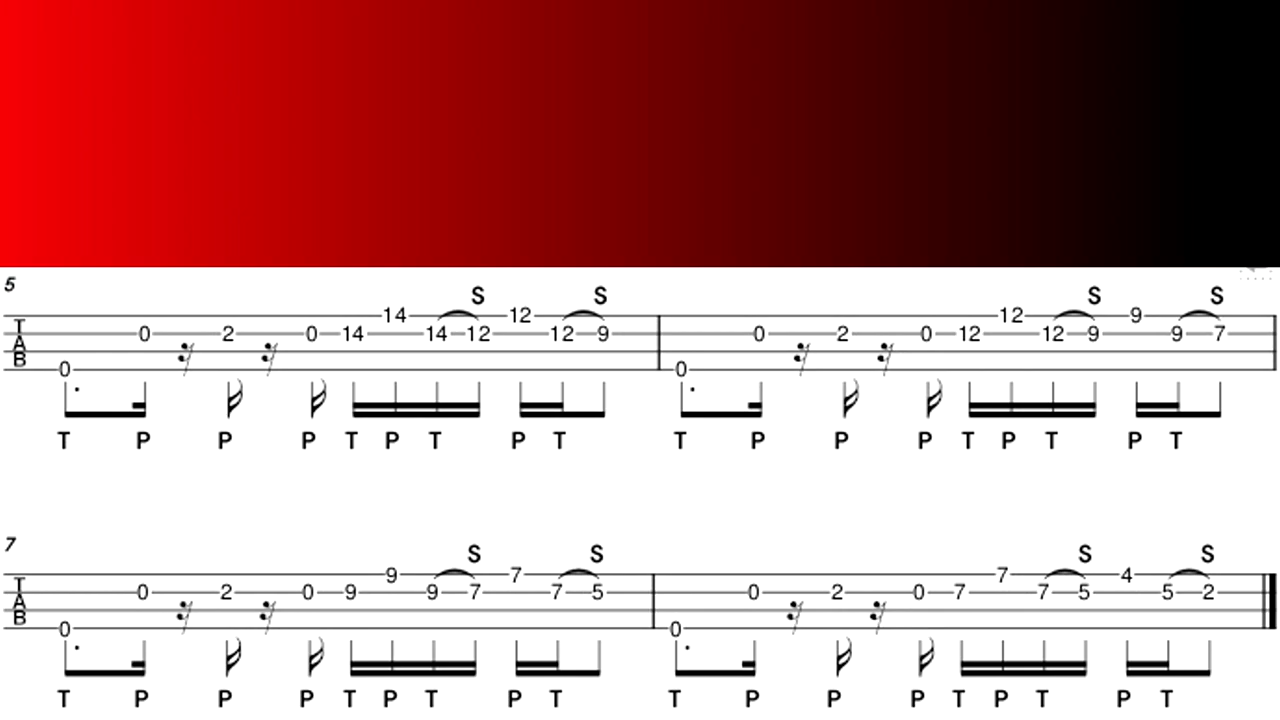 5
S S S S
14 12 12 9
T 0 2 0 14 14 12 12 9 0 2 0 12 12 9 9 7
A
B 0 0
T P P P T P T P T T P P P T P T P T
7
S S S S
9 7 7 4
T 0 2 0 9 9 7 7 5 0 2 0 7 7 5 5 2
A
B 0 0
T P P P T P T P T T P P P T P T P T